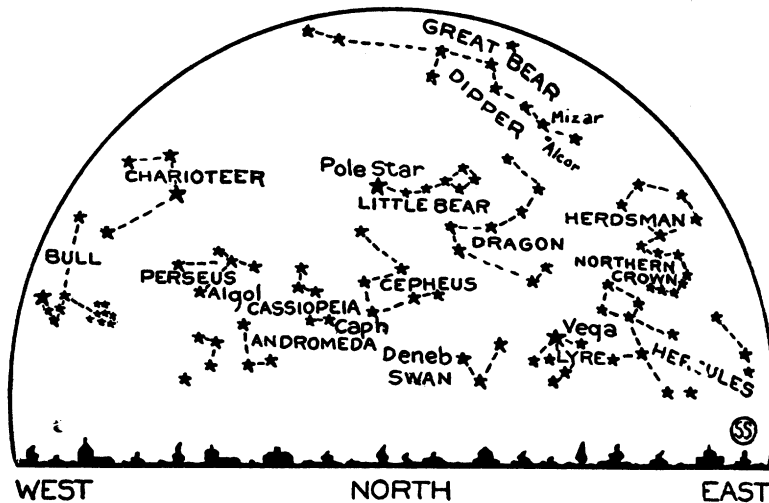 GREAT BEAR
DIPPER
Mizar
Alcor
Pole Star
CHARIOTEER
LITTLE BEAR
HERDSMAN
DRAGON
BULL
PERSEUS
Algol
CASSIOPEIA
Caph
CEPHEUS
NORTHERN
CROWN
ANDROMEDA
Deneb
SWAN
Vega
LYRE
HERCULES
SS
WEST
NORTH
EAST